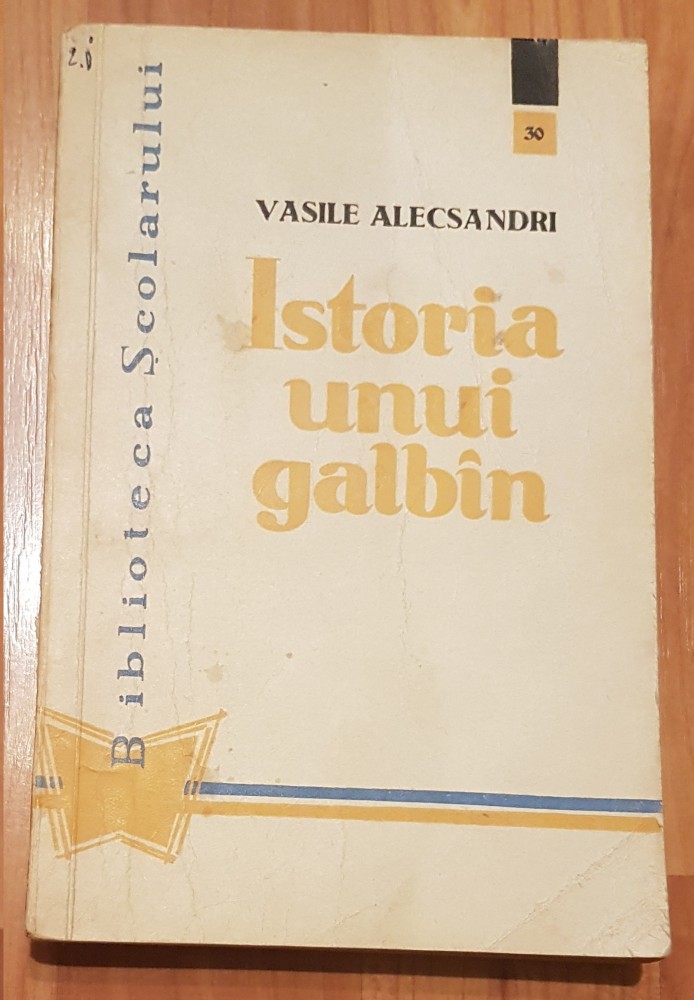 30
VASILE ALECSANDRI
Istoria
unui
galbîn
Biblioteca Școlarului